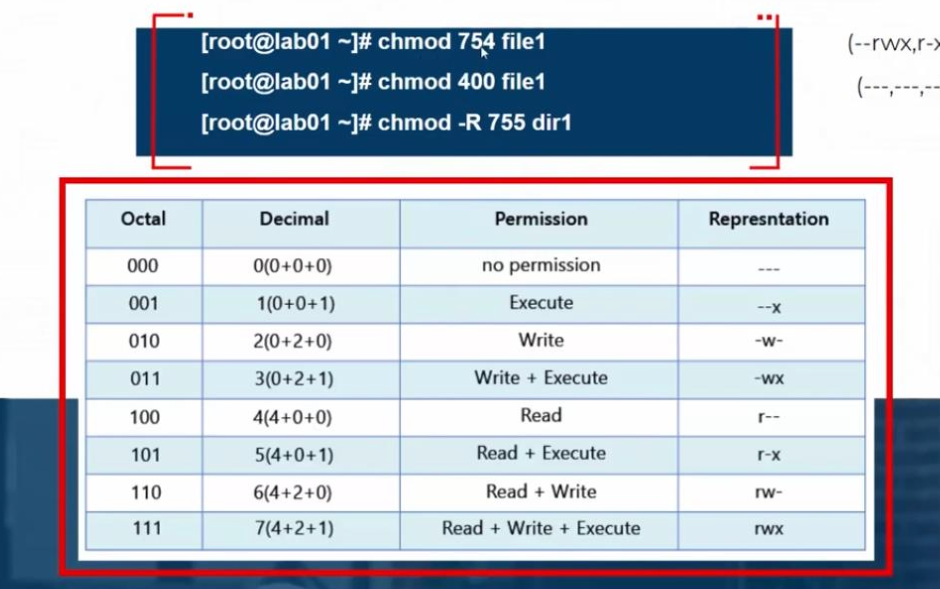 [root@lab01 ~]# chmod 754 file1
(--rwx,r-x
[root@lab01 ~]# chmod 400 file1
(---,---,--
[root@lab01 ~]# chmod -R 755 dir1
Octal Decimal Permission Represntation
000 0(0+0+0) no permission ---
001 1(0+0+1) Execute --x
010 2(0+2+0) Write -w-
011 3(0+2+1) Write + Execute -wx
100 4(4+0+0) Read r--
101 5(4+0+1) Read + Execute r-x
110 6(4+2+0) Read + Write rw-
111 7(4+2+1) Read + Write + Execute rwx